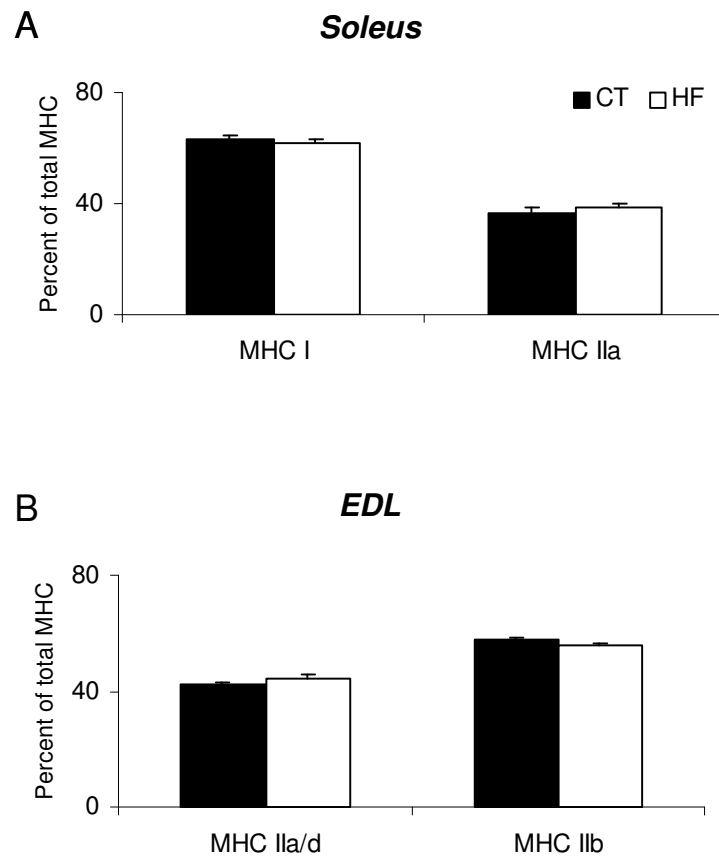 A
Soleus
80
CT HF
Percent of total MHC
40
0
MHC I MHC IIa
B
EDL
80
Percent of total MHC
40
0
MHC IIa/d MHC IIb